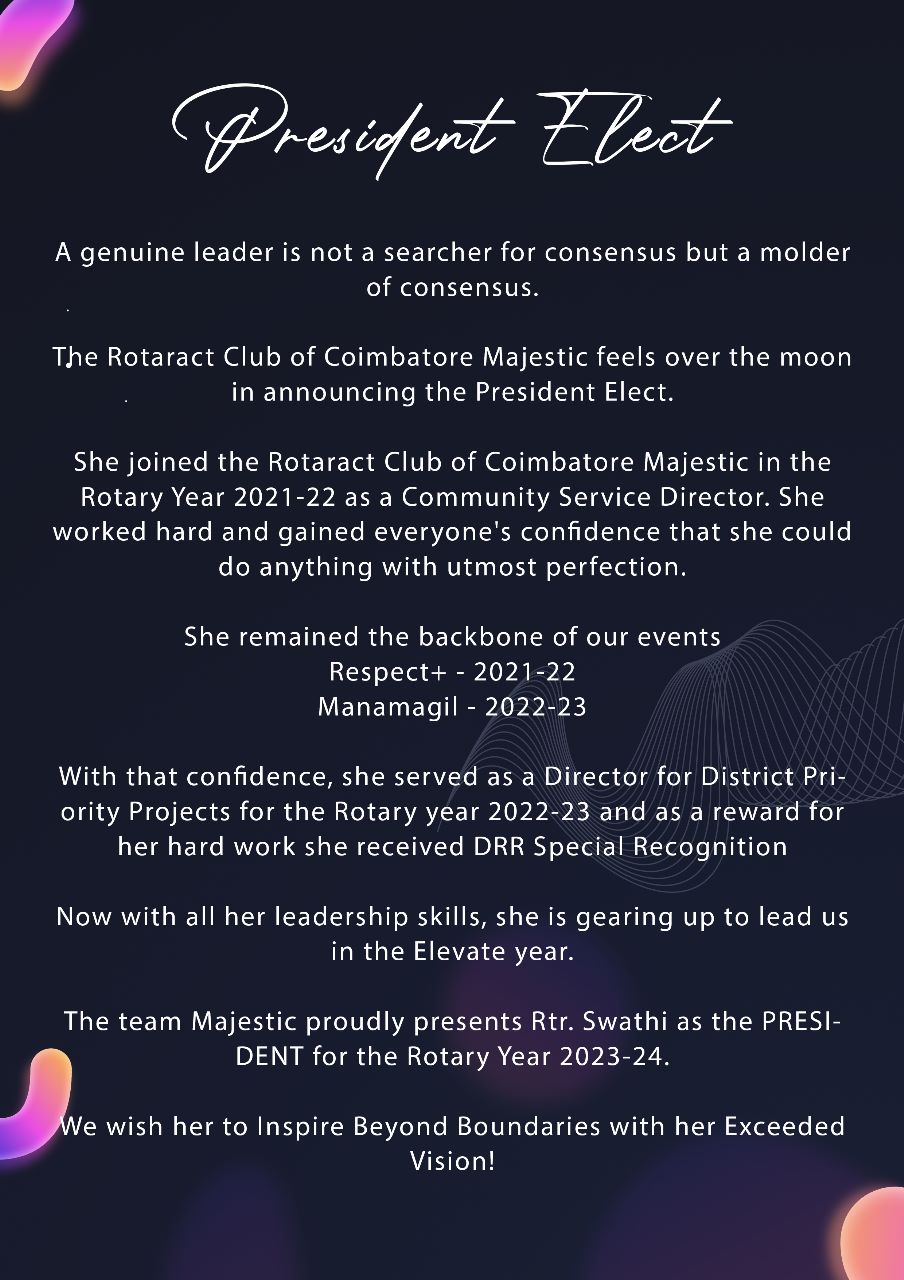 President Elect
A genuine leader is not a searcher for consensus but a molder
of consensus.
The Rotaract Club of Coimbatore Majestic feels over the moon
in announcing the President Elect.
She joined the Rotaract Club of Coimbatore Majestic in the
Rotary Year 2021-22 as a Community Service Director. She
worked hard and gained everyone's confidence that she could
do anything with utmost perfection.
She remained the backbone of our events
Respect+ - 2021-22
Manamagil - 2022-23
With that confidence, she served as a Director for District Pri-
ority Projects for the Rotary year 2022-23 and as a reward for
her hard work she received DRR Special Recognition
Now with all her leadership skills, she is gearing up to lead us
in the Elevate year.
The team Majestic proudly presents Rtr. Swathi as the PRESI-
DENT for the Rotary Year 2023-24.
We wish her to Inspire Beyond Boundaries with her Exceeded
Vision!